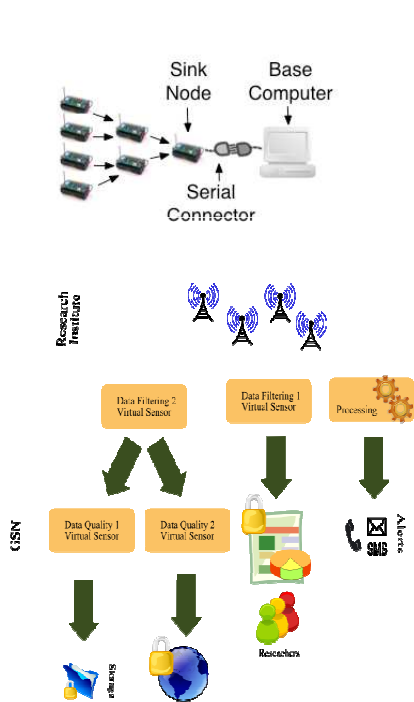 Sink
Node
Base
Computer
Serial
Connector
Research
Institute
Data Filtering 2
Virtual Sensor
Data Filtering 1
Virtual Sensor
Processing
GSN
Data Quality 1
Virtual Sensor
Data Quality 2
Virtual Sensor
SMS
Alerts
Researchers
Storage